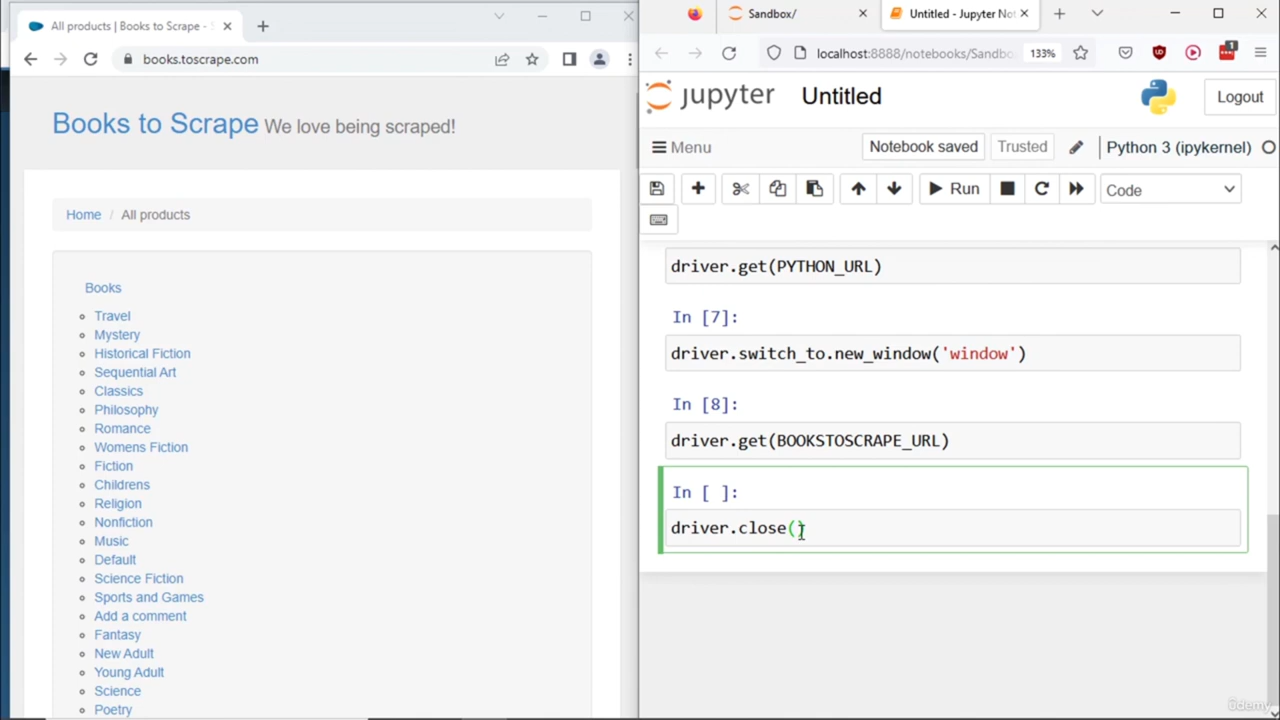 All products | Books to Scrape - S
books.toscrape.com
Books to Scrape We love being scraped!
Home / All products
Books
Travel
Mystery
Historical Fiction
Sequential Art
Classics
Philosophy
Romance
Womens Fiction
Fiction
Childrens
Religion
Nonfiction
Music
Default
Science Fiction
Sports and Games
Add a comment
Fantasy
New Adult
Young Adult
Science
Poetry
Sandbox/
Untitled - Jupyter Not
localhost:8888/notebooks/Sandbo
133%
1
jupyter Untitled
Logout
Menu
Notebook saved
Trusted
Python 3 (ipykernel)
Run
Code
driver.get(PYTHON_URL)
In [7]:
driver.switch_to.new_window('window')
In [8]:
driver.get(BOOKSTOSCRAPE_URL)
In [ ]:
driver.close()
ûdemy